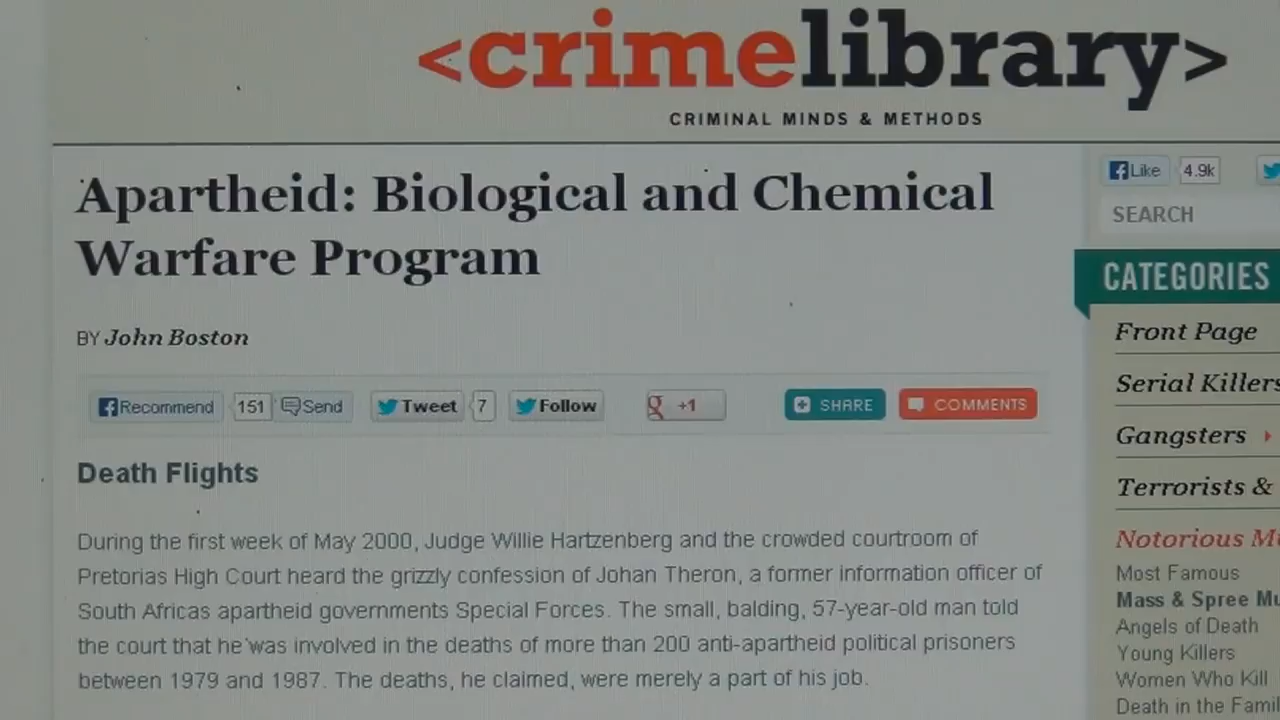 <crimelibrary>
CRIMINAL MINDS & METHODS
Apartheid: Biological and Chemical
Warfare Program
BY John Boston
Recommend 151 Send Tweet 7 Follow g +1 SHARE COMMENTS
Death Flights
During the first week of May 2000, Judge Willie Hartzenberg and the crowded courtroom of
Pretorias High Court heard the grizzly confession of Johan Theron, a former information officer of
South Africas apartheid governments Special Forces. The small, balding, 57-year-old man told
the court that he was involved in the deaths of more than 200 anti-apartheid political prisoners
between 1979 and 1987. The deaths, he claimed, were merely a part of his job.
Like 4.9k
SEARCH
CATEGORIES
Front Page
Serial Killers
Gangsters
Terrorists &
Notorious
Most Famous
Mass & Spree
Angels of Death
Young Killers
Women Who Kill
Death in the